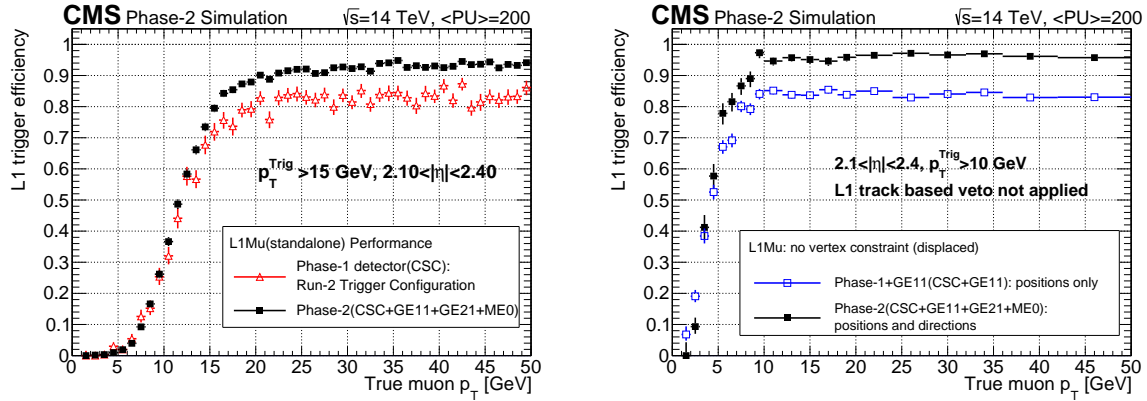 CMS Phase-2 Simulation √s=14 TeV, <PU>=200
L1 trigger efficiency
1
0.9
0.8
0.7
0.6
0.5
0.4
0.3
0.2
0.1
0
p_T^Trig >15 GeV, 2.10<|η|<2.40
L1Mu(standalone) Performance
Phase-1 detector(CSC):
Run-2 Trigger Configuration
Phase-2(CSC+GE11+GE21+ME0)
0 5 10 15 20 25 30 35 40 45 50
True muon p_T [GeV]
CMS Phase-2 Simulation √s=14 TeV, <PU>=200
L1 trigger efficiency
1
0.9
0.8
0.7
0.6
0.5
0.4
0.3
0.2
0.1
0
2.1<|η|<2.4, p_T^Trig>10 GeV
L1 track based veto not applied
L1Mu: no vertex constraint (displaced)
Phase-1+GE11(CSC+GE11): positions only
Phase-2(CSC+GE11+GE21+ME0):
positions and directions
0 5 10 15 20 25 30 35 40 45 50
True muon p_T [GeV]